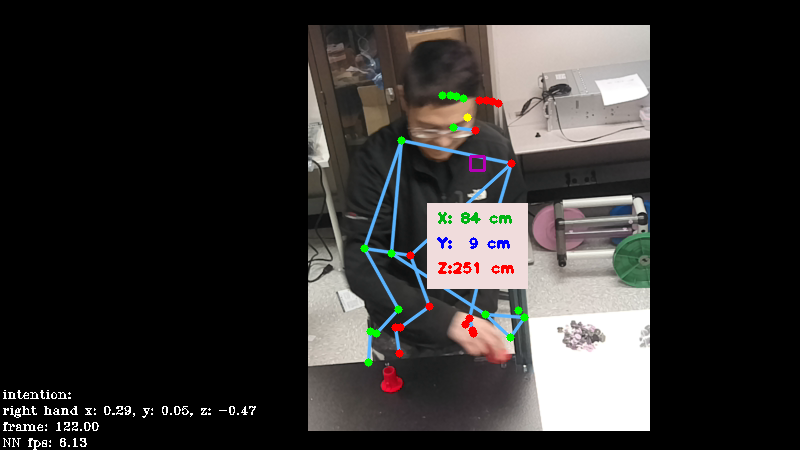 X: 84 cm
Y: 9 cm
Z:251 cm
intention:
right hand x: 0.29, y: 0.05, z: -0.47
frame: 122.00
NN fps: 6.13